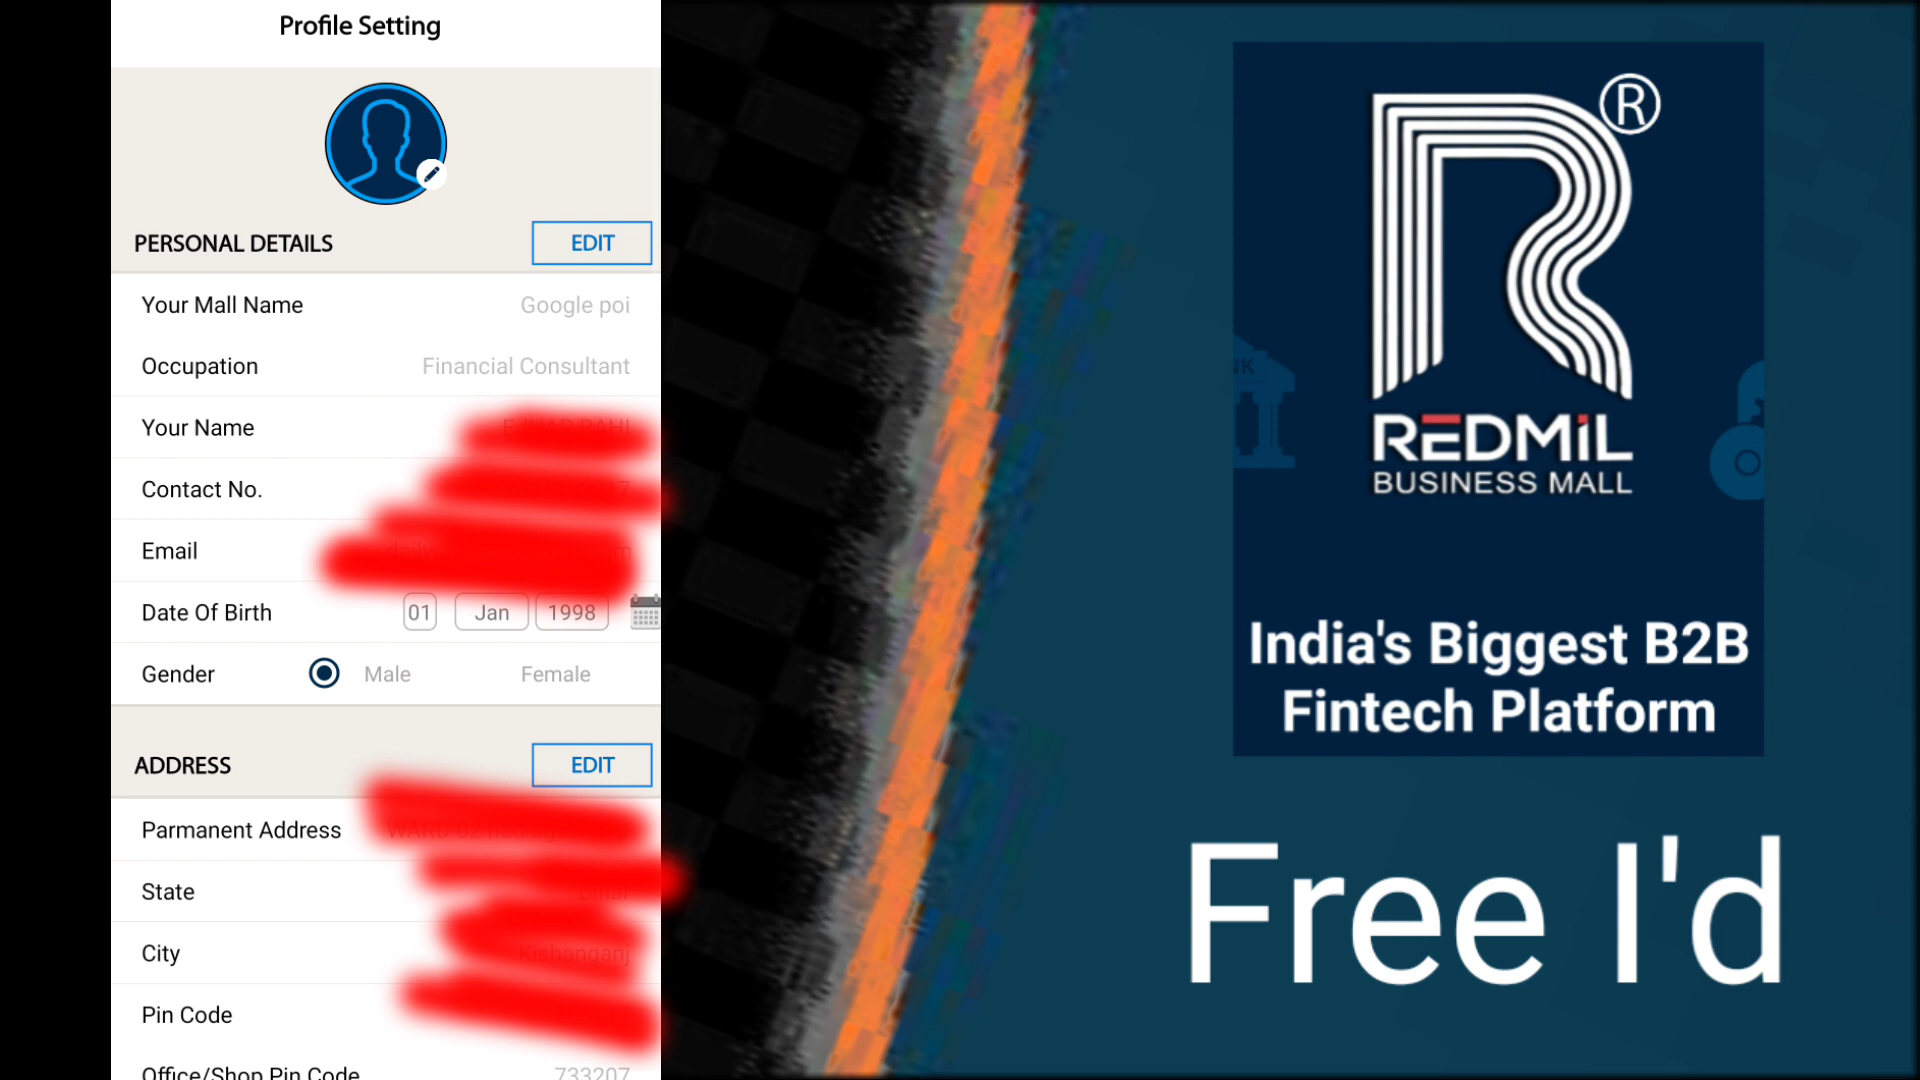 Profile Setting
PERSONAL DETAILS
EDIT
Your Mall Name
Google poi
Occupation
Financial Consultant
Your Name
Contact No.
Email
Date Of Birth
01 Jan 1998
Gender
Male Female
ADDRESS
EDIT
Parmanent Address
State
City
Pin Code
Office/Shop Pin Code
733207
R
REDMIL
BUSINESS MALL
India's Biggest B2B
Fintech Platform
Free I'd